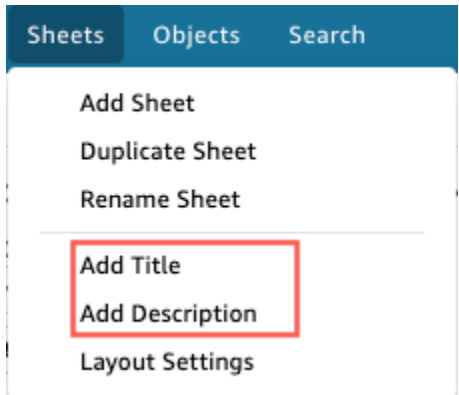 Sheets Objects Search
Add Sheet
Duplicate Sheet
Rename Sheet
Add Title
Add Description
Layout Settings